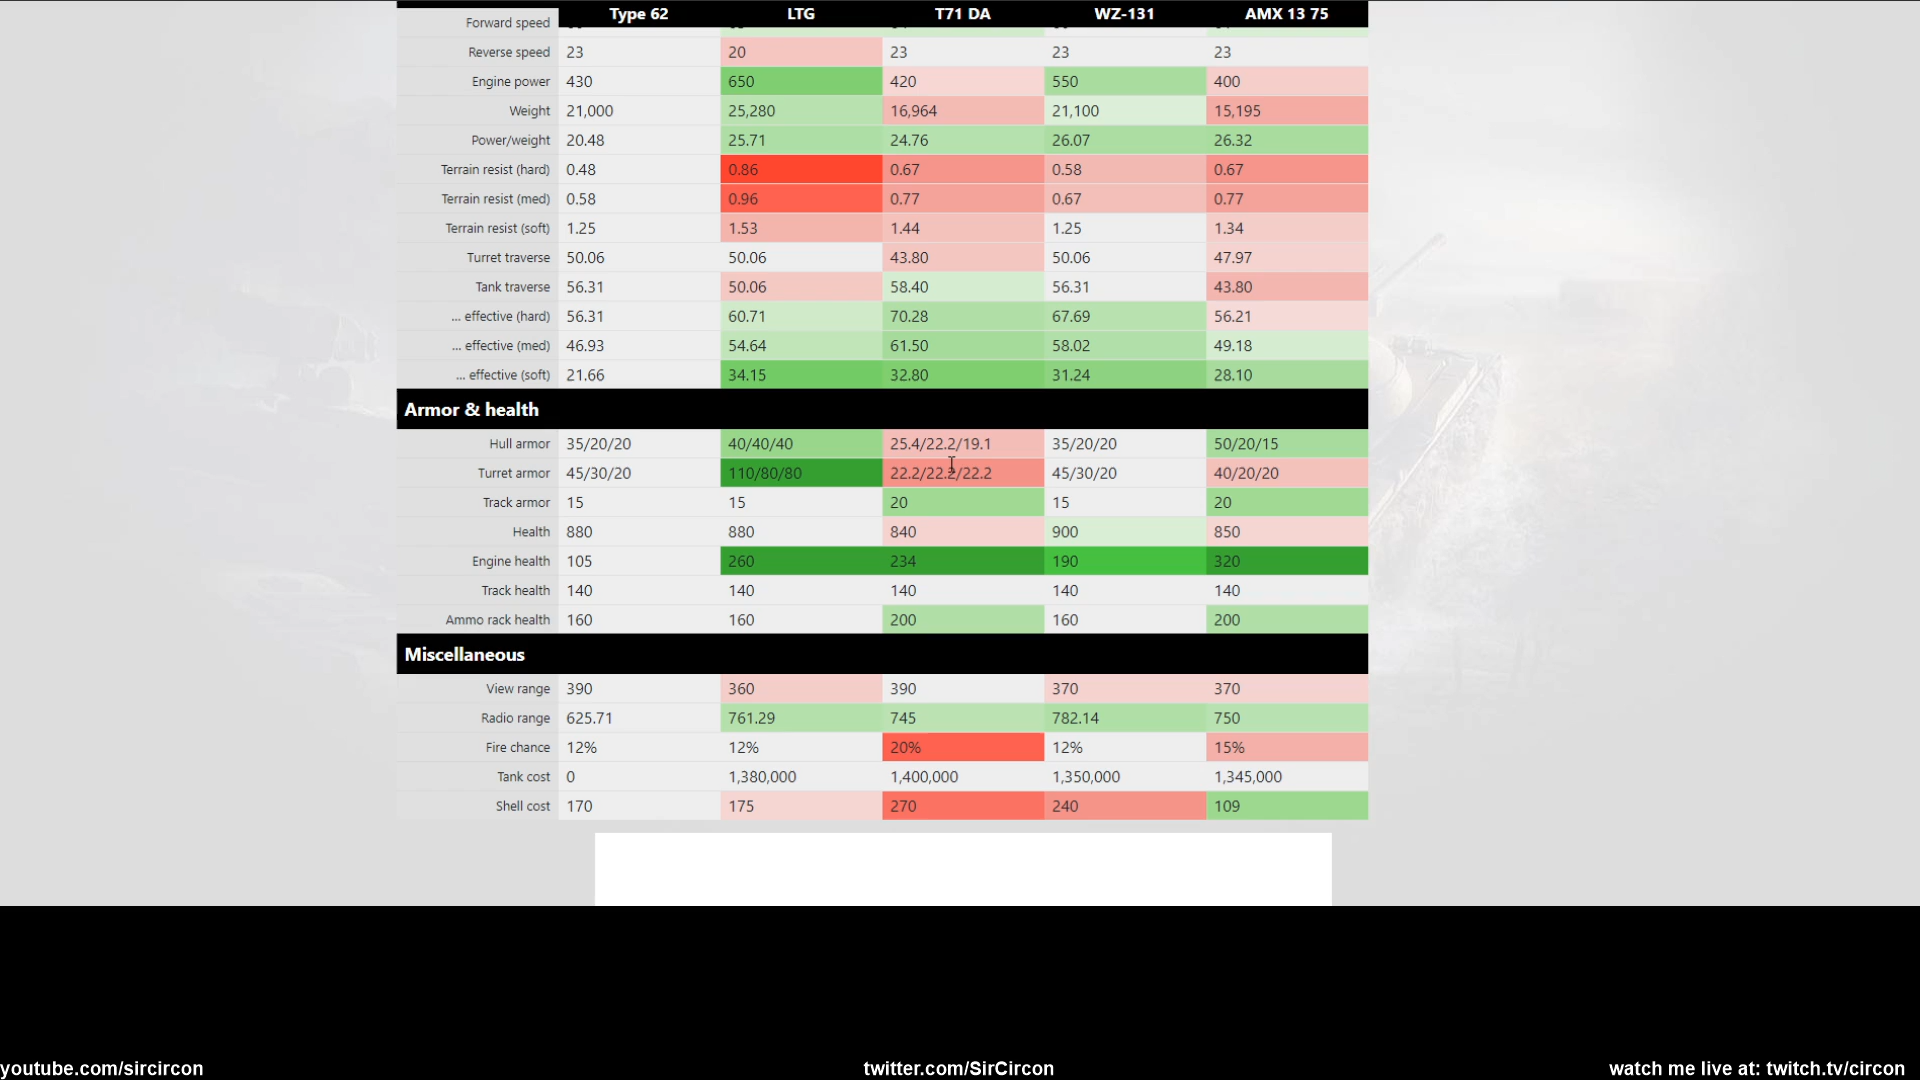 Type 62 LTG T71 DA WZ-131 AMX 13 75
Forward speed
Reverse speed 23 20 23 23 23
Engine power 430 650 420 550 400
Weight 21,000 25,280 16,964 21,100 15,195
Power/weight 20.48 25.71 24.76 26.07 26.32
Terrain resist (hard) 0.48 0.86 0.67 0.58 0.67
Terrain resist (med) 0.58 0.96 0.77 0.67 0.77
Terrain resist (soft) 1.25 1.53 1.44 1.25 1.34
Turret traverse 50.06 50.06 43.80 50.06 47.97
Tank traverse 56.31 50.06 58.40 56.31 43.80
... effective (hard) 56.31 60.71 70.28 67.69 56.21
... effective (med) 46.93 54.64 61.50 58.02 49.18
... effective (soft) 21.66 34.15 32.80 31.24 28.10
Armor & health
Hull armor 35/20/20 40/40/40 25.4/22.2/19.1 35/20/20 50/20/15
Turret armor 45/30/20 110/80/80 22.2/22.2/22.2 45/30/20 40/20/20
Track armor 15 15 20 15 20
Health 880 880 840 900 850
Engine health 105 260 234 190 320
Track health 140 140 140 140 140
Ammo rack health 160 160 200 160 200
Miscellaneous
View range 390 360 390 370 370
Radio range 625.71 761.29 745 782.14 750
Fire chance 12% 12% 20% 12% 15%
Tank cost 0 1,380,000 1,400,000 1,350,000 1,345,000
Shell cost 170 175 270 240 109
youtube.com/sircircon twitter.com/SirCircon watch me live at: twitch.tv/circon